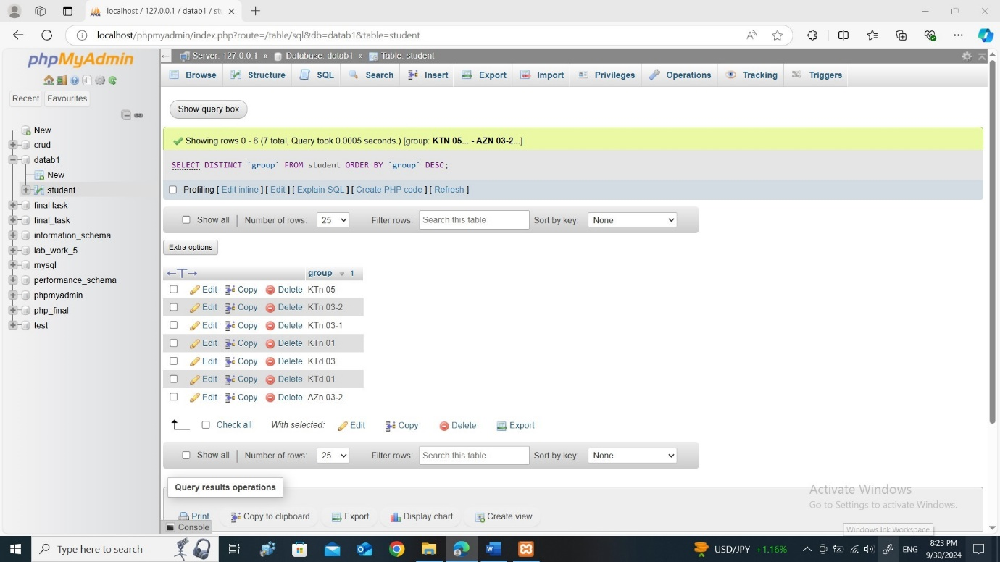 localhost / 127.0.0.1 / datab1 / stu
localhost/phpmyadmin/index.php?route=/table/sql&db=datab1&table=student
phpMyAdmin
Recent Favourites
New
crud
datab1
New
student
final task
final_task
information_schema
lab_work_5
mysql
performance_schema
phpmyadmin
php_final
test
Server: 127.0.0.1 » Database: datab1 » Table: student
Browse Structure SQL Search Insert Export Import Privileges Operations Tracking Triggers
Show query box
Showing rows 0 - 6 (7 total, Query took 0.0005 seconds.) [group: KTN 05... - AZN 03-2...]
SELECT DISTINCT `group` FROM student ORDER BY `group` DESC;
Profiling [ Edit inline ] [ Edit ] [ Explain SQL ] [ Create PHP code ] [ Refresh ]
Show all Number of rows: 25 Filter rows: Search this table Sort by key: None
Extra options
group 1
Edit Copy Delete KTn 05
Edit Copy Delete KTn 03-2
Edit Copy Delete KTn 03-1
Edit Copy Delete KTn 01
Edit Copy Delete KTd 03
Edit Copy Delete KTd 01
Edit Copy Delete AZn 03-2
Check all With selected: Edit Copy Delete Export
Show all Number of rows: 25 Filter rows: Search this table Sort by key: None
Query results operations
Print Copy to clipboard Export Display chart Create view
Console
Activate Windows
Go to Settings to activate Windows.
Windows Ink Workspace
Type here to search
USD/JPY +1.16%
ENG
8:23 PM
9/30/2024